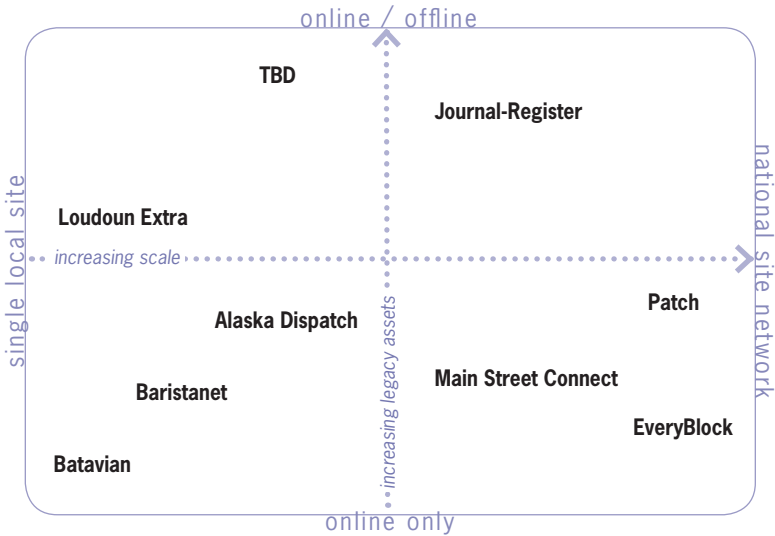 online / offline
TBD
Journal-Register
single local site
national site network
Loudoun Extra
increasing scale
Patch
Alaska Dispatch
increasing legacy assets
Main Street Connect
Baristanet
EveryBlock
Batavian
online only